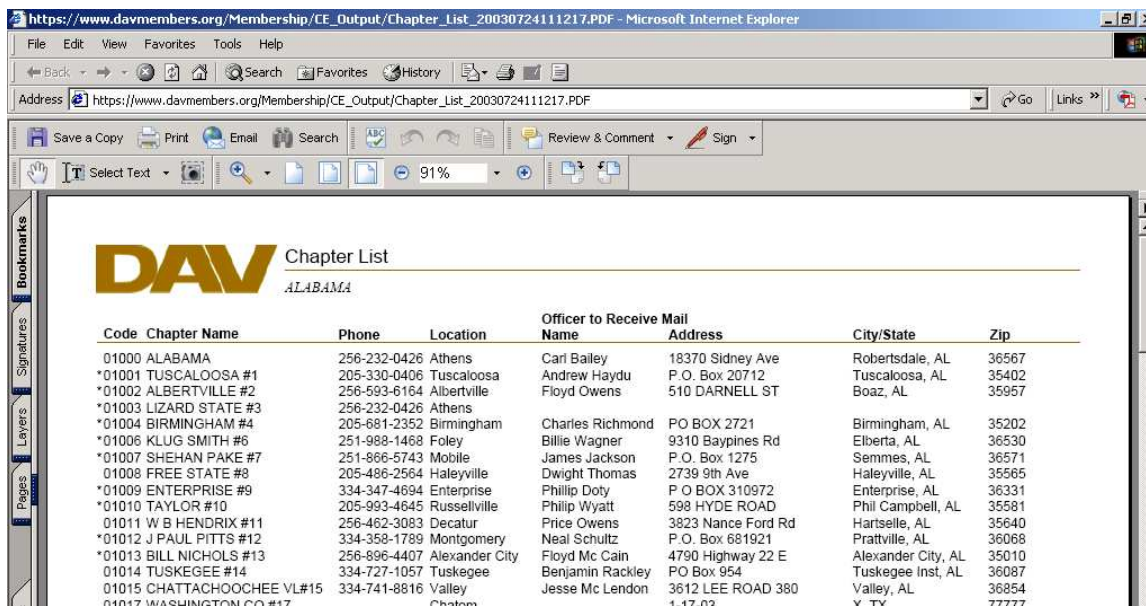 https://www.davmembers.org/Membership/CE_Output/Chapter_List_20030724111217.PDF - Microsoft Internet Explorer
File Edit View Favorites Tools Help
Back Search Favorites History
Address https://www.davmembers.org/Membership/CE_Output/Chapter_List_20030724111217.PDF Go Links »
Save a Copy Print Email Search ABC Review & Comment Sign
Select Text 91%
Bookmarks
Signatures
Layers
Pages
DAV Chapter List
ALABAMA
Officer to Receive Mail
Code Chapter Name Phone Location Name Address City/State Zip
01000 ALABAMA 256-232-0426 Athens Carl Bailey 18370 Sidney Ave Robertsdale, AL 36567
*01001 TUSCALOOSA #1 205-330-0406 Tuscaloosa Andrew Haydu P.O. Box 20712 Tuscaloosa, AL 35402
*01002 ALBERTVILLE #2 256-593-6164 Albertville Floyd Owens 510 DARNELL ST Boaz, AL 35957
*01003 LIZARD STATE #3 256-232-0426 Athens
*01004 BIRMINGHAM #4 205-681-2352 Birmingham Charles Richmond PO BOX 2721 Birmingham, AL 35202
*01006 KLUG SMITH #6 251-988-1468 Foley Billie Wagner 9310 Baypines Rd Elberta, AL 36530
*01007 SHEHAN PAKE #7 251-866-5743 Mobile James Jackson P.O. Box 1275 Semmes, AL 36571
01008 FREE STATE #8 205-486-2564 Haleyville Dwight Thomas 2739 9th Ave Haleyville, AL 35565
*01009 ENTERPRISE #9 334-347-4694 Enterprise Phillip Doty P O BOX 310972 Enterprise, AL 36331
*01010 TAYLOR #10 205-993-4645 Russellville Philip Wyatt 598 HYDE ROAD Phil Campbell, AL 35581
01011 W B HENDRIX #11 256-462-3083 Decatur Price Owens 3823 Nance Ford Rd Hartselle, AL 35640
*01012 J PAUL PITTS #12 334-358-1789 Montgomery Neal Schultz P.O. Box 681921 Prattville, AL 36068
*01013 BILL NICHOLS #13 256-896-4407 Alexander City Floyd Mc Cain 4790 Highway 22 E Alexander City, AL 35010
01014 TUSKEGEE #14 334-727-1057 Tuskegee Benjamin Rackley PO Box 954 Tuskegee Inst, AL 36087
01015 CHATTACHOOCHEE VL#15 334-741-8816 Valley Jesse Mc Lendon 3612 LEE ROAD 380 Valley, AL 36854
01017 WASHINGTON CO #17 Chatom 1-17-03 X, TX 77777